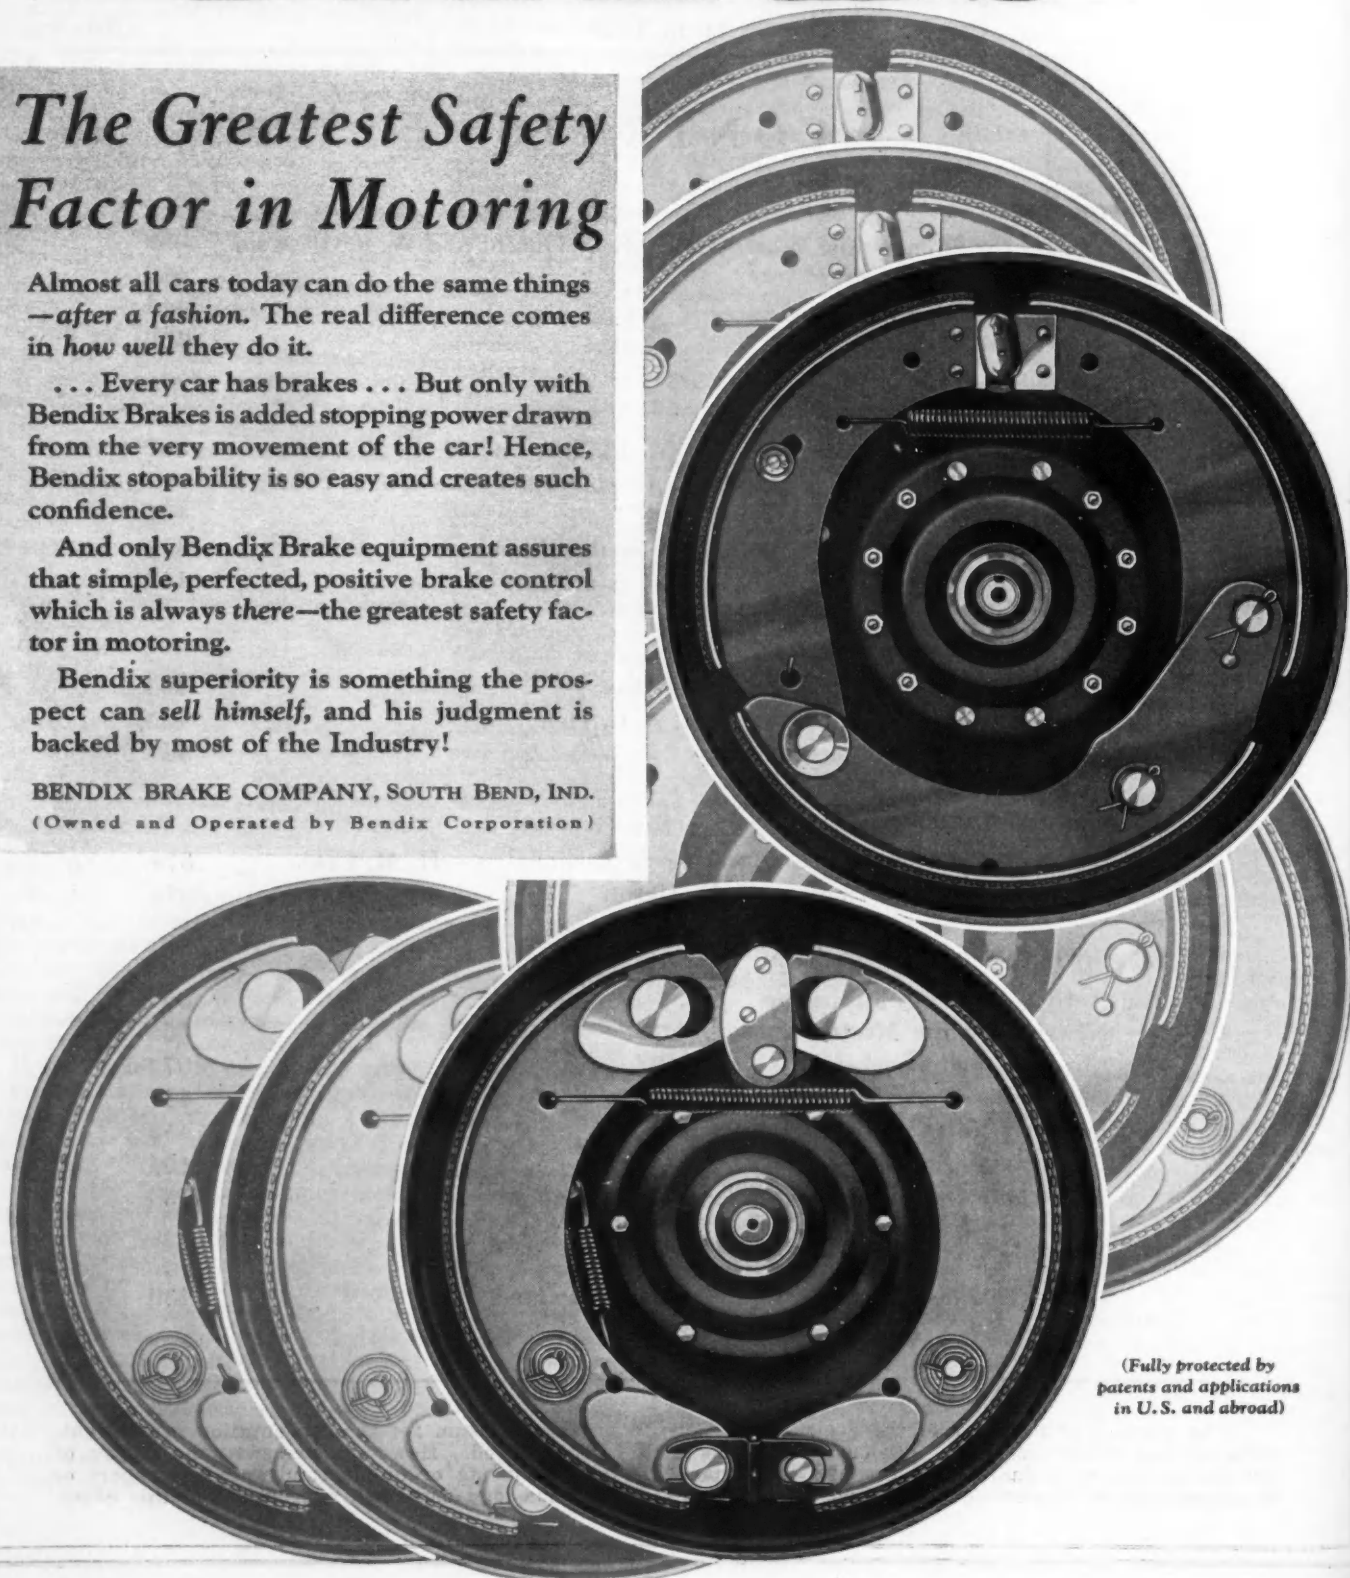 The Greatest Safety
Factor in Motoring
Almost all cars today can do the same things
—after a fashion. The real difference comes
in how well they do it.
... Every car has brakes ... But only with
Bendix Brakes is added stopping power drawn
from the very movement of the car! Hence,
Bendix stopability is so easy and creates such
confidence.
And only Bendix Brake equipment assures
that simple, perfected, positive brake control
which is always there—the greatest safety fac-
tor in motoring.
Bendix superiority is something the pros-
pect can sell himself, and his judgment is
backed by most of the Industry!
BENDIX BRAKE COMPANY, SOUTH BEND, IND.
(Owned and Operated by Bendix Corporation)
(Fully protected by
patents and applications
in U.S. and abroad)